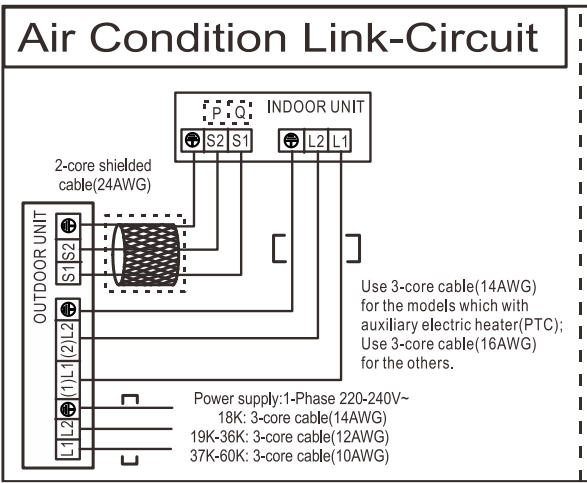 Air Condition Link-Circuit
P Q
INDOOR UNIT
S2 S1
L2 L1
2-core shielded
cable(24AWG)
OUTDOOR UNIT
S1 S2
L1 L2 (1)L1 (2)L2
Use 3-core cable(14AWG)
for the models which with
auxiliary electric heater(PTC);
Use 3-core cable(16AWG)
for the others.
Power supply:1-Phase 220-240V~
18K: 3-core cable(14AWG)
19K-36K: 3-core cable(12AWG)
37K-60K: 3-core cable(10AWG)